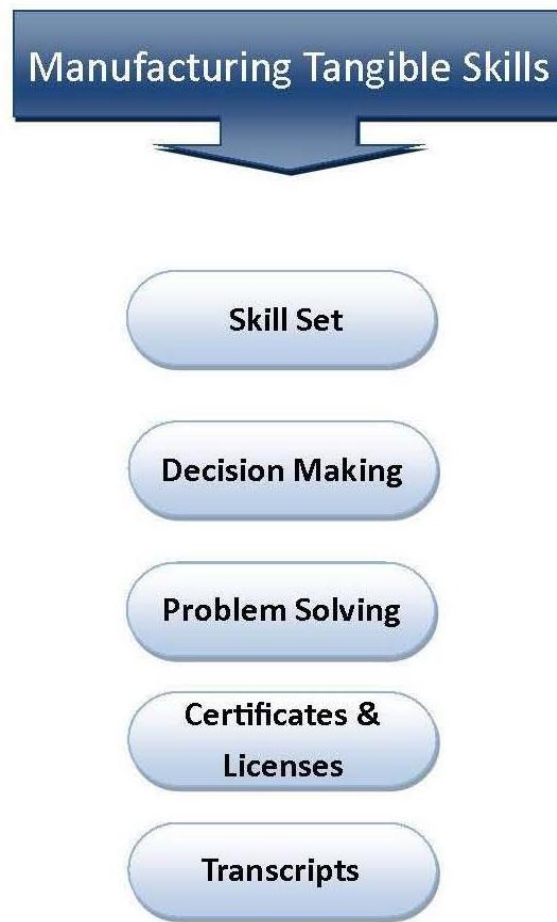 Manufacturing Tangible Skills
Skill Set
Decision Making
Problem Solving
Certificates &
Licenses
Transcripts